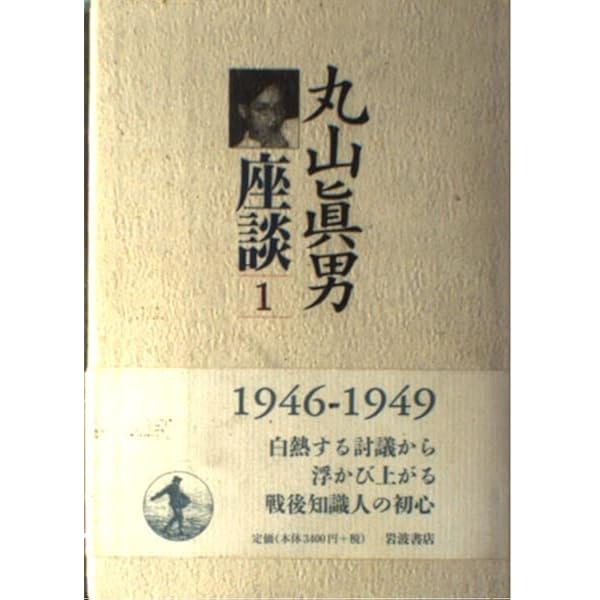 丸山眞男
座談
1
1946-1949
白熱する討議から
浮かび上がる
戦後知識人の初心
定価(本体3400円+税) 岩波書店